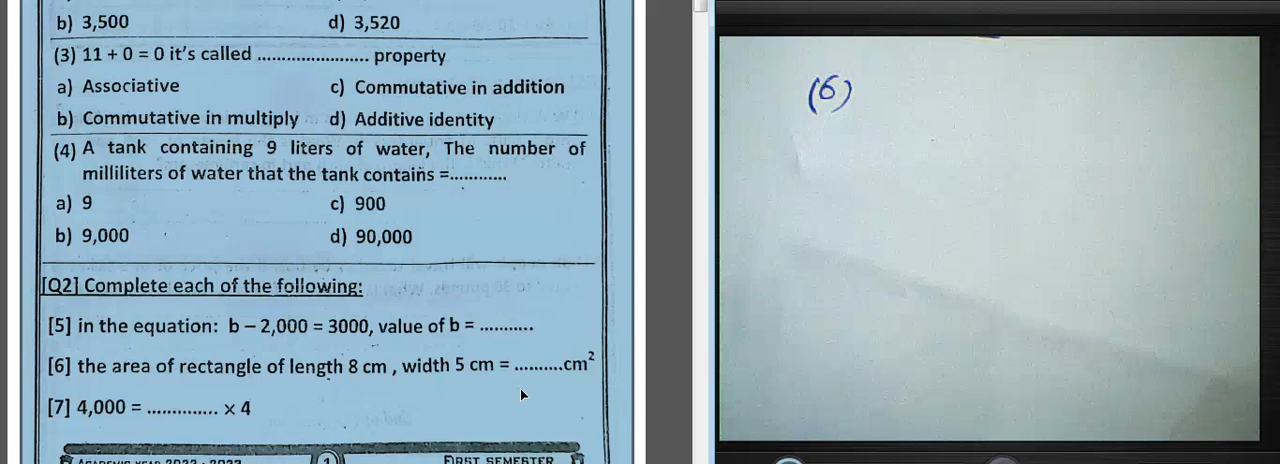 b) 3,500 d) 3,520
(3) 11 + 0 = 0 it's called ...................... property
a) Associative c) Commutative in addition
b) Commutative in multiply d) Additive identity
(4) A tank containing 9 liters of water, The number of
milliliters of water that the tank contains =............
a) 9 c) 900
b) 9,000 d) 90,000
[Q2] Complete each of the following:
[5] in the equation: b – 2,000 = 3000, value of b = ...........
[6] the area of rectangle of length 8 cm , width 5 cm = ..........cm²
[7] 4,000 = .............. × 4
1 FIRST SEMESTER
(6)